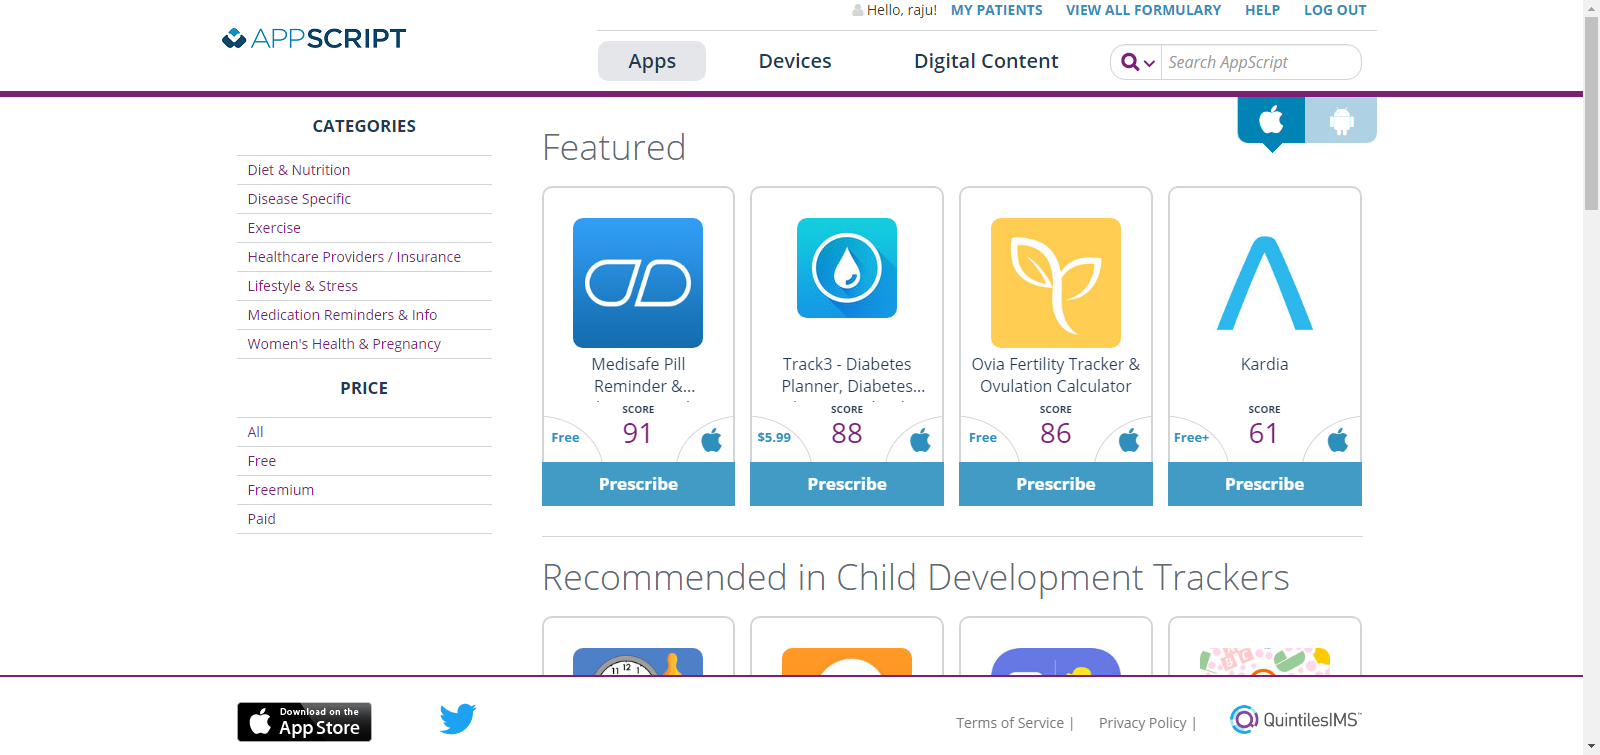 Hello, raju! MY PATIENTS VIEW ALL FORMULARY HELP LOG OUT
APPSCRIPT
Apps Devices Digital Content Search AppScript
CATEGORIES
Diet & Nutrition
Disease Specific
Exercise
Healthcare Providers / Insurance
Lifestyle & Stress
Medication Reminders & Info
Women's Health & Pregnancy
PRICE
All
Free
Freemium
Paid
Featured
Medisafe Pill
Reminder &...
SCORE
Free 91
Prescribe
Track3 - Diabetes
Planner, Diabetes...
SCORE
$5.99 88
Prescribe
Ovia Fertility Tracker &
Ovulation Calculator
SCORE
Free 86
Prescribe
Kardia
SCORE
Free+ 61
Prescribe
Recommended in Child Development Trackers
11 12 1
B C
Download on the
App Store
Terms of Service | Privacy Policy |
QuintilesIMS™